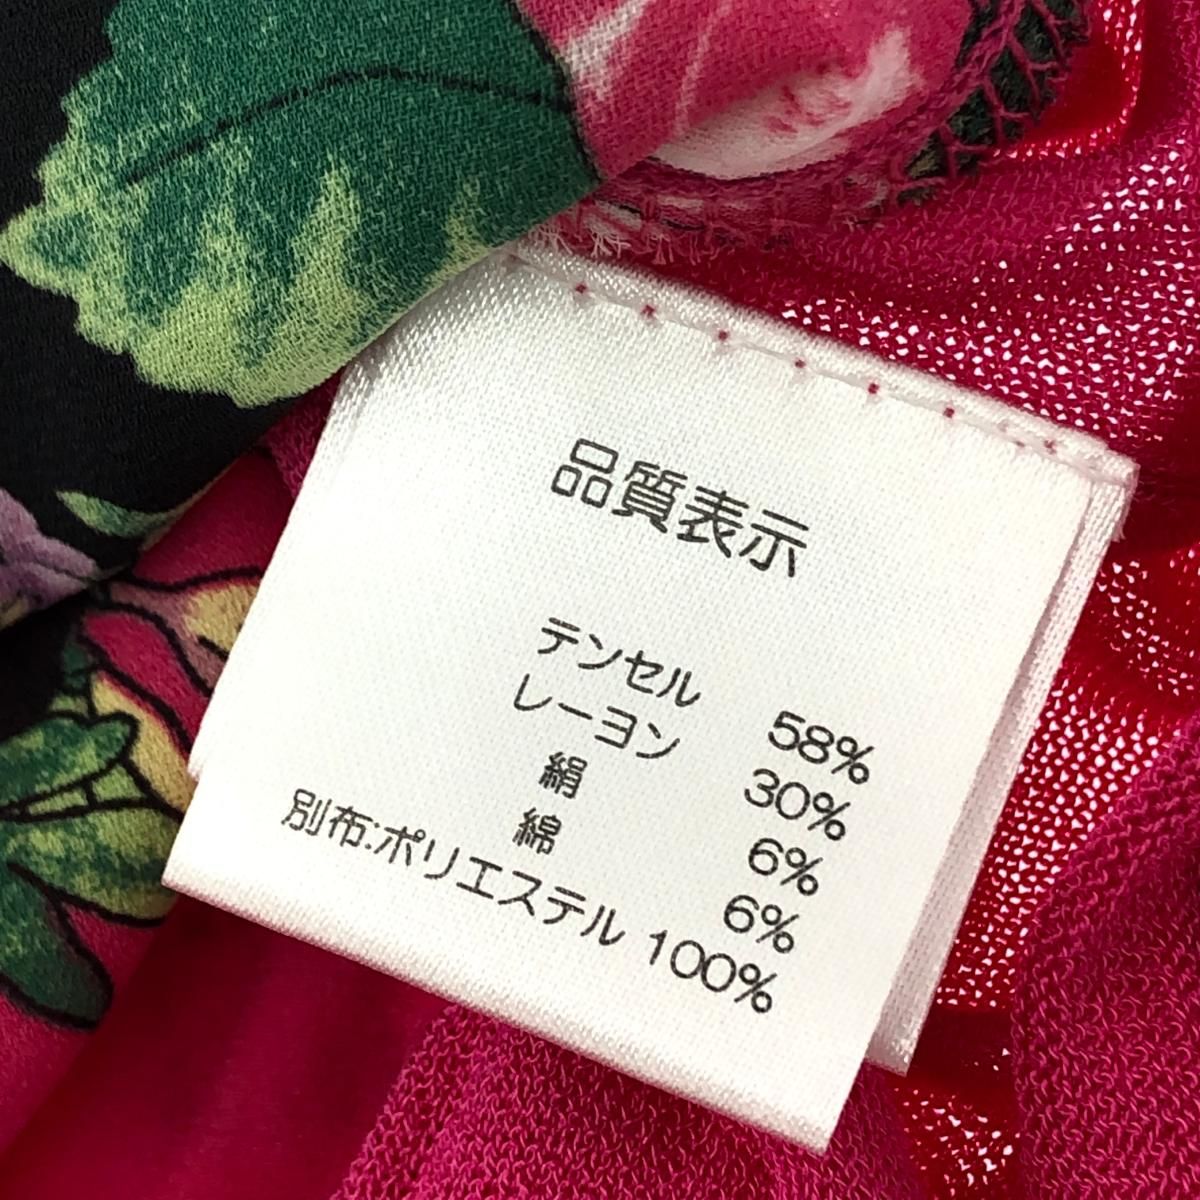 品質表示
テンセル 58%
レーヨン 30%
絹 6%
綿 6%
別布:ポリエステル 100%